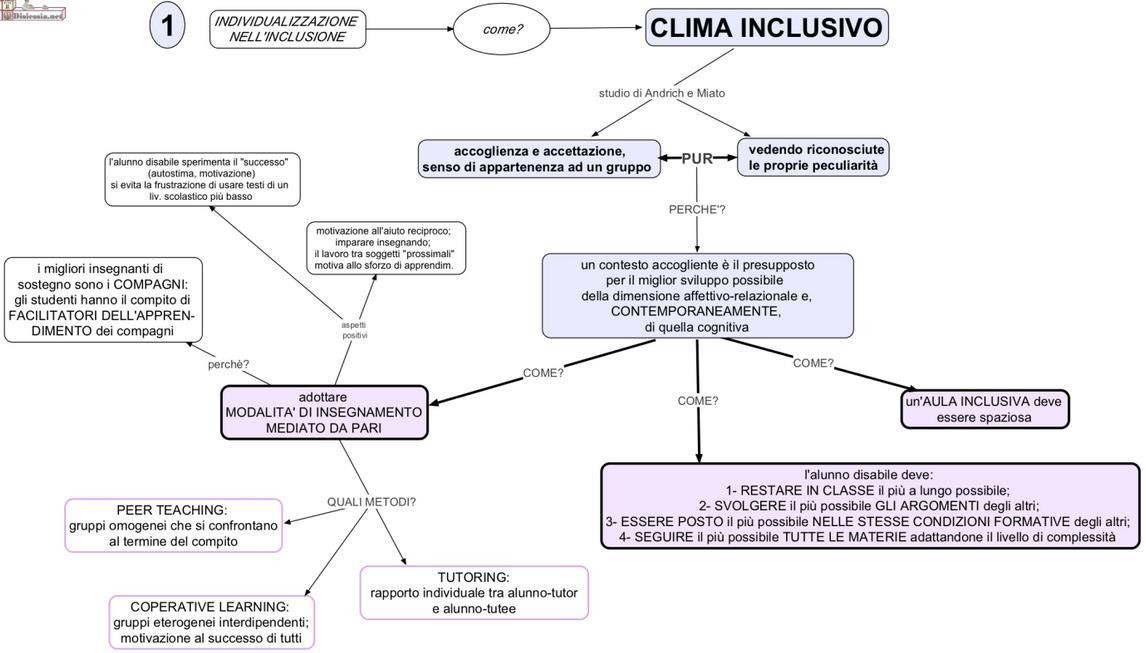 Dislessia.net
1
INDIVIDUALIZZAZIONE
NELL'INCLUSIONE
come?
CLIMA INCLUSIVO
studio di Andrich e Miato
accoglienza e accettazione,
senso di appartenenza ad un gruppo
PUR
vedendo riconosciute
le proprie peculiarità
PERCHE'?
l'alunno disabile sperimenta il "successo"
(autostima, motivazione)
si evita la frustrazione di usare testi di un
liv. scolastico più basso
motivazione all'aiuto reciproco;
imparare insegnando;
il lavoro tra soggetti "prossimali"
motiva allo sforzo di apprendim.
i migliori insegnanti di
sostegno sono i COMPAGNI:
gli studenti hanno il compito di
FACILITATORI DELL'APPREN-
DIMENTO dei compagni
un contesto accogliente è il presupposto
per il miglior sviluppo possibile
della dimensione affettivo-relazionale e,
CONTEMPORANEAMENTE,
di quella cognitiva
aspetti
positivi
perchè?
COME?
COME?
COME?
adottare
MODALITA' DI INSEGNAMENTO
MEDIATO DA PARI
un'AULA INCLUSIVA deve
essere spaziosa
l'alunno disabile deve:
1- RESTARE IN CLASSE il più a lungo possibile;
2- SVOLGERE il più possibile GLI ARGOMENTI degli altri;
3- ESSERE POSTO il più possibile NELLE STESSE CONDIZIONI FORMATIVE degli altri;
4- SEGUIRE il più possibile TUTTE LE MATERIE adattandone il livello di complessità
QUALI METODI?
PEER TEACHING:
gruppi omogenei che si confrontano
al termine del compito
TUTORING:
rapporto individuale tra alunno-tutor
e alunno-tutee
COPERATIVE LEARNING:
gruppi eterogenei interdipendenti;
motivazione al successo di tutti